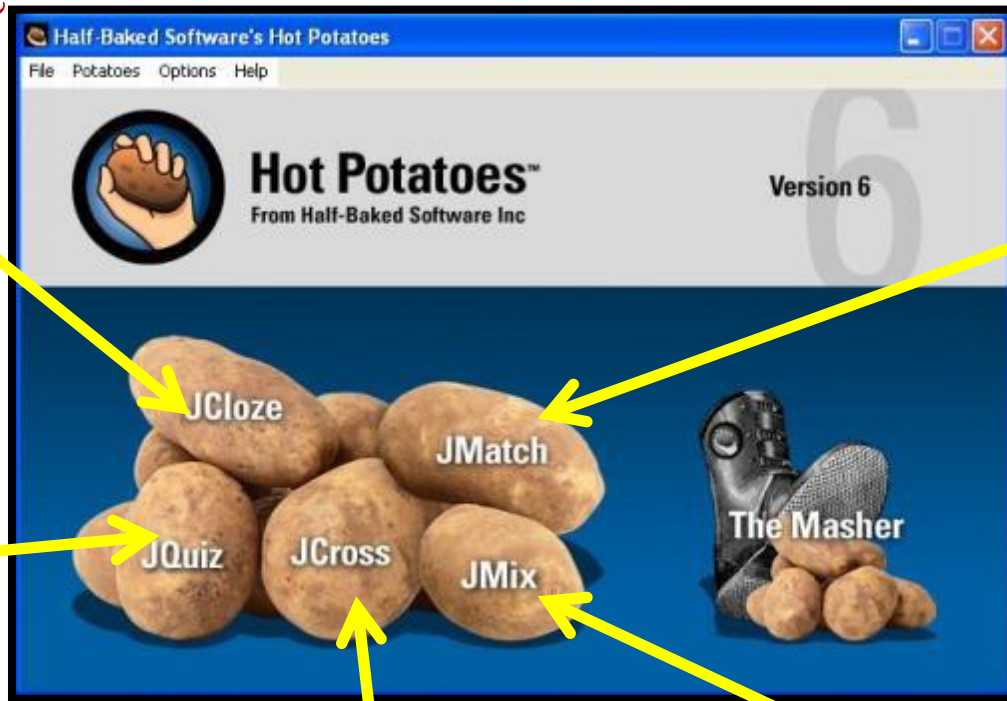 Half-Baked Software's Hot Potatoes
File Potatoes Options Help
6
Hot Potatoes™
From Half-Baked Software Inc
Version 6
JCloze
JMatch
JQuiz
JCross
JMix
The Masher